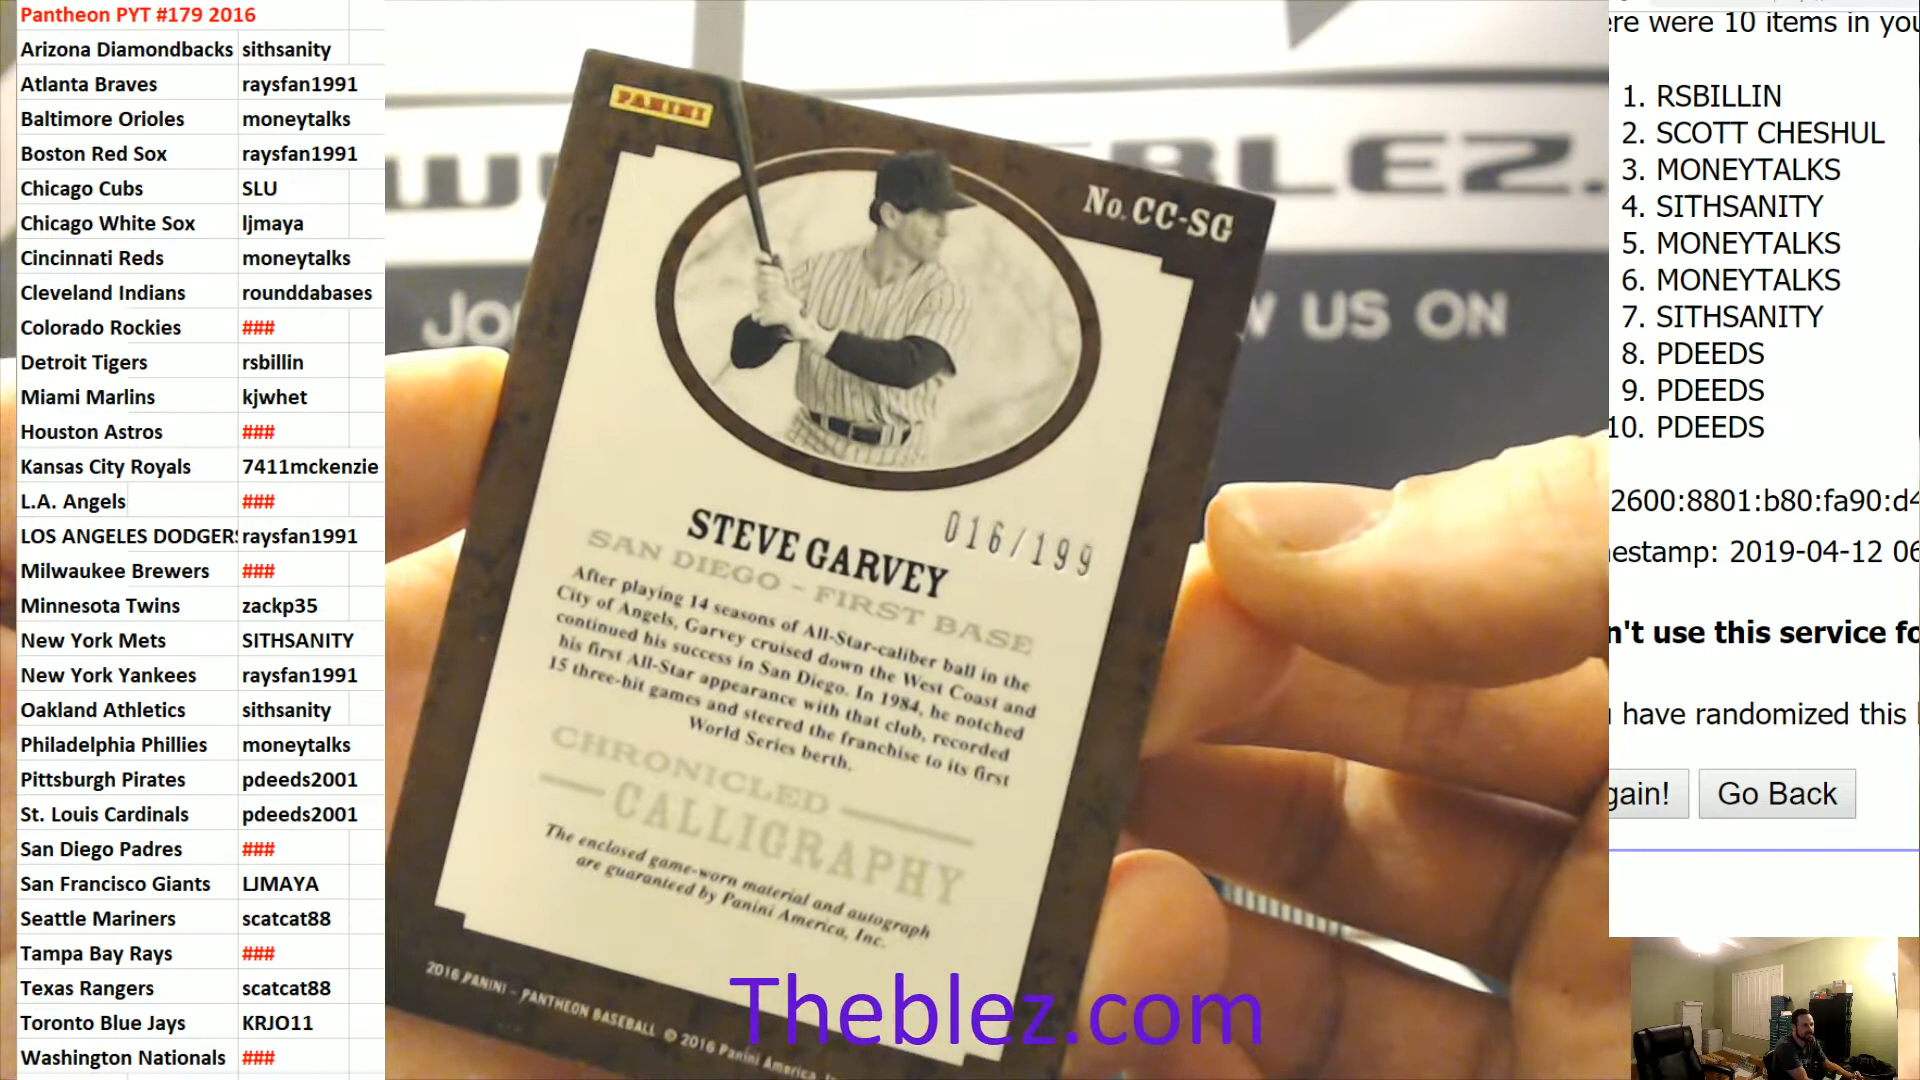 Pantheon PYT #179 2016
Arizona Diamondbacks sithsanity
Atlanta Braves raysfan1991
Baltimore Orioles moneytalks
Boston Red Sox raysfan1991
Chicago Cubs SLU
Chicago White Sox ljmaya
Cincinnati Reds moneytalks
Cleveland Indians rounddabases
Colorado Rockies ###
Detroit Tigers rsbillin
Miami Marlins kjwhet
Houston Astros ###
Kansas City Royals 7411mckenzie
L.A. Angels ###
LOS ANGELES DODGERS raysfan1991
Milwaukee Brewers ###
Minnesota Twins zackp35
New York Mets SITHSANITY
New York Yankees raysfan1991
Oakland Athletics sithsanity
Philadelphia Phillies moneytalks
Pittsburgh Pirates pdeeds2001
St. Louis Cardinals pdeeds2001
San Diego Padres ###
San Francisco Giants LJMAYA
Seattle Mariners scatcat88
Tampa Bay Rays ###
Texas Rangers scatcat88
Toronto Blue Jays KRJO11
Washington Nationals ###
PANINI
No. CC-SG
BLEZ.
US ON
016/199
STEVE GARVEY
SAN DIEGO - FIRST BASE
After playing 14 seasons of All-Star-caliber ball in the
City of Angels, Garvey cruised down the West Coast and
continued his success in San Diego. In 1984, he notched
his first All-Star appearance with that club, recorded
15 three-hit games and steered the franchise to its first
World Series berth.
CHRONICLED
CALLIGRAPHY
The enclosed game-worn material and autograph
are guaranteed by Panini America, Inc.
2016 PANINI - PANTHEON BASEBALL © 2016 Panini America,
Theblez.com
ere were 10 items in you
1. RSBILLIN
2. SCOTT CHESHUL
3. MONEYTALKS
4. SITHSANITY
5. MONEYTALKS
6. MONEYTALKS
7. SITHSANITY
8. PDEEDS
9. PDEEDS
10. PDEEDS
2600:8801:b80:fa90:d4
nestamp: 2019-04-12 06
n't use this service fo
have randomized this
gain! Go Back